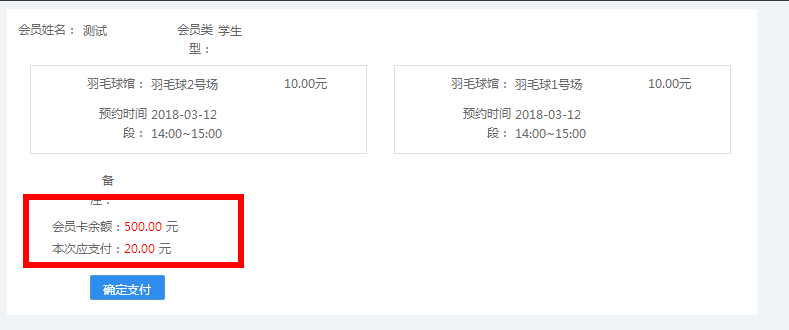 会员姓名： 测试 会员类 学生
型：
羽毛球馆： 羽毛球2号场 10.00元 羽毛球馆： 羽毛球1号场 10.00元
预约时间 2018-03-12 预约时间 2018-03-12
段： 14:00~15:00 段： 14:00~15:00
备
注：
会员卡余额：500.00 元
本次应支付：20.00 元
确定支付